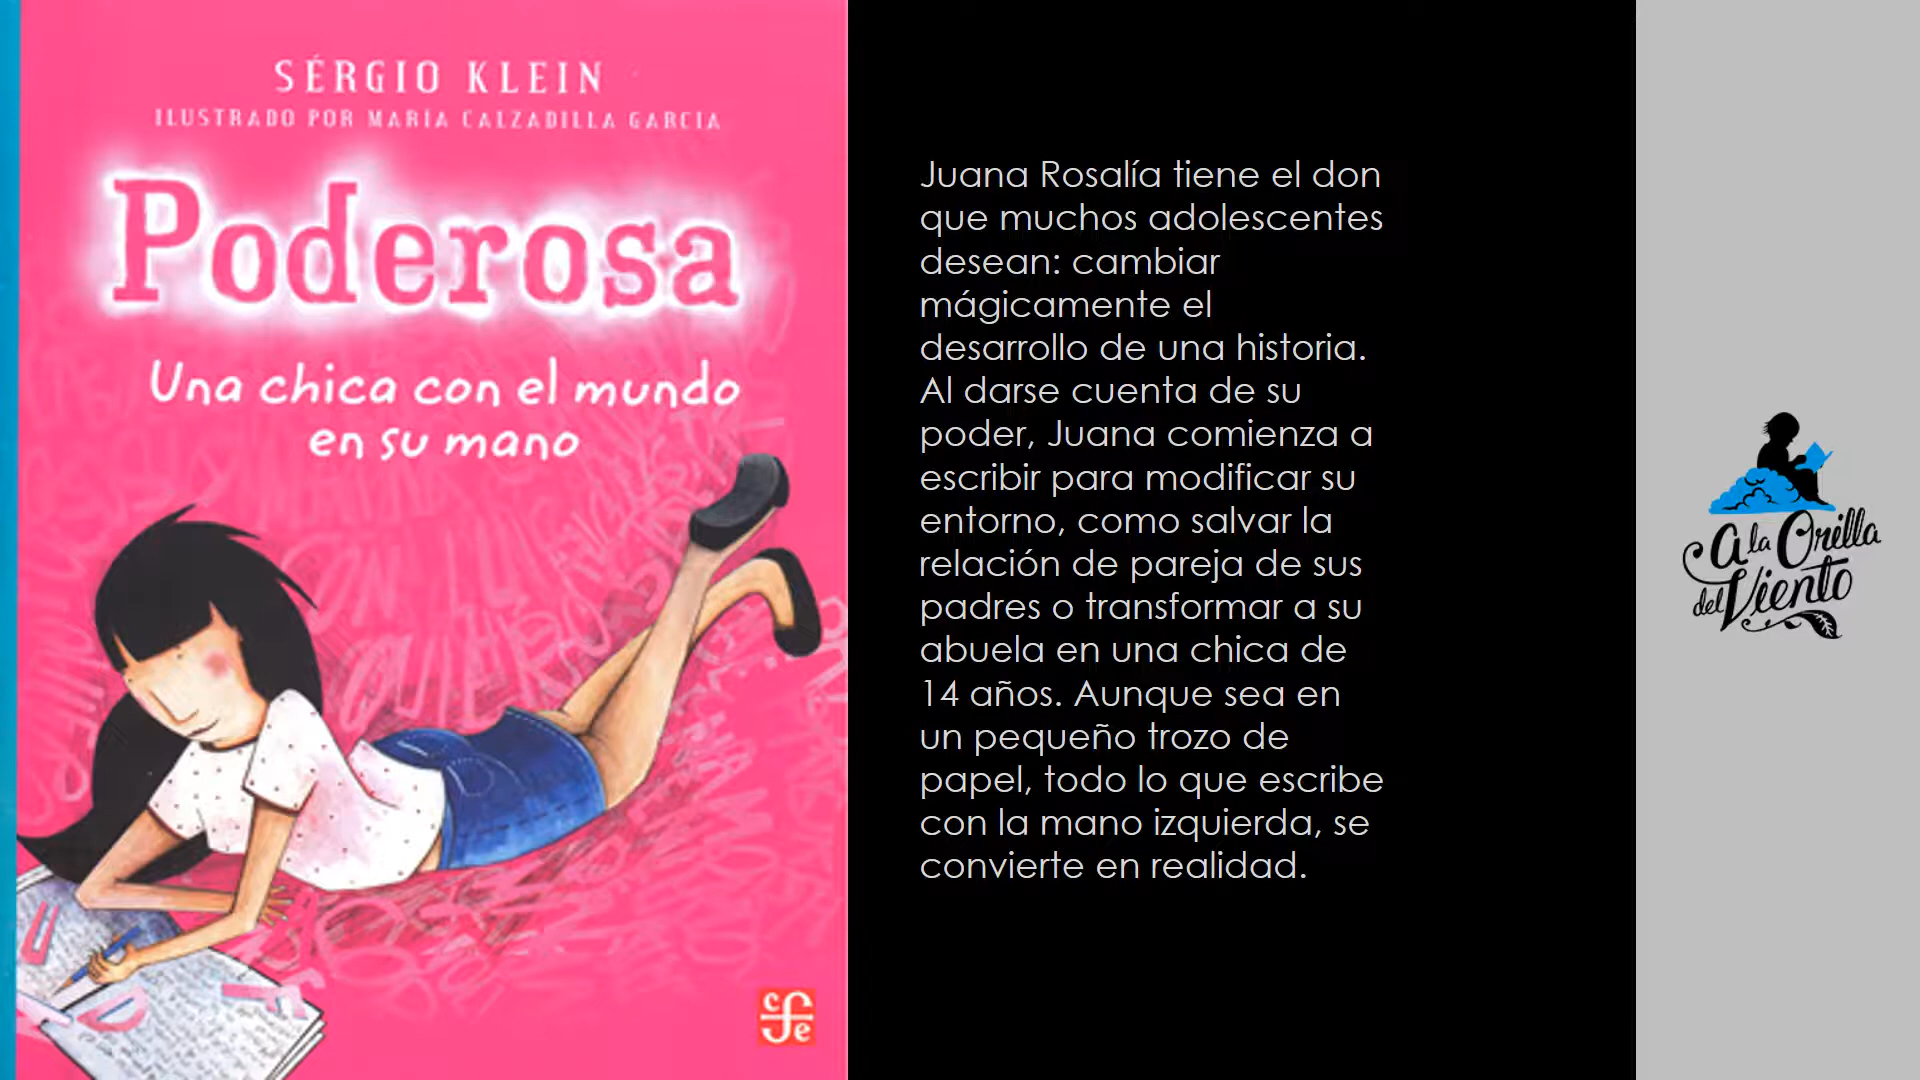 SÉRGIO KLEIN
ILUSTRADO POR MARÍA CALZADILLA GARCÍA
Poderosa
Una chica con el mundo
en su mano
cfe
Juana Rosalía tiene el don
que muchos adolescentes
desean: cambiar
mágicamente el
desarrollo de una historia.
Al darse cuenta de su
poder, Juana comienza a
escribir para modificar su
entorno, como salvar la
relación de pareja de sus
padres o transformar a su
abuela en una chica de
14 años. Aunque sea en
un pequeño trozo de
papel, todo lo que escribe
con la mano izquierda, se
convierte en realidad.
A la Orilla
del Viento